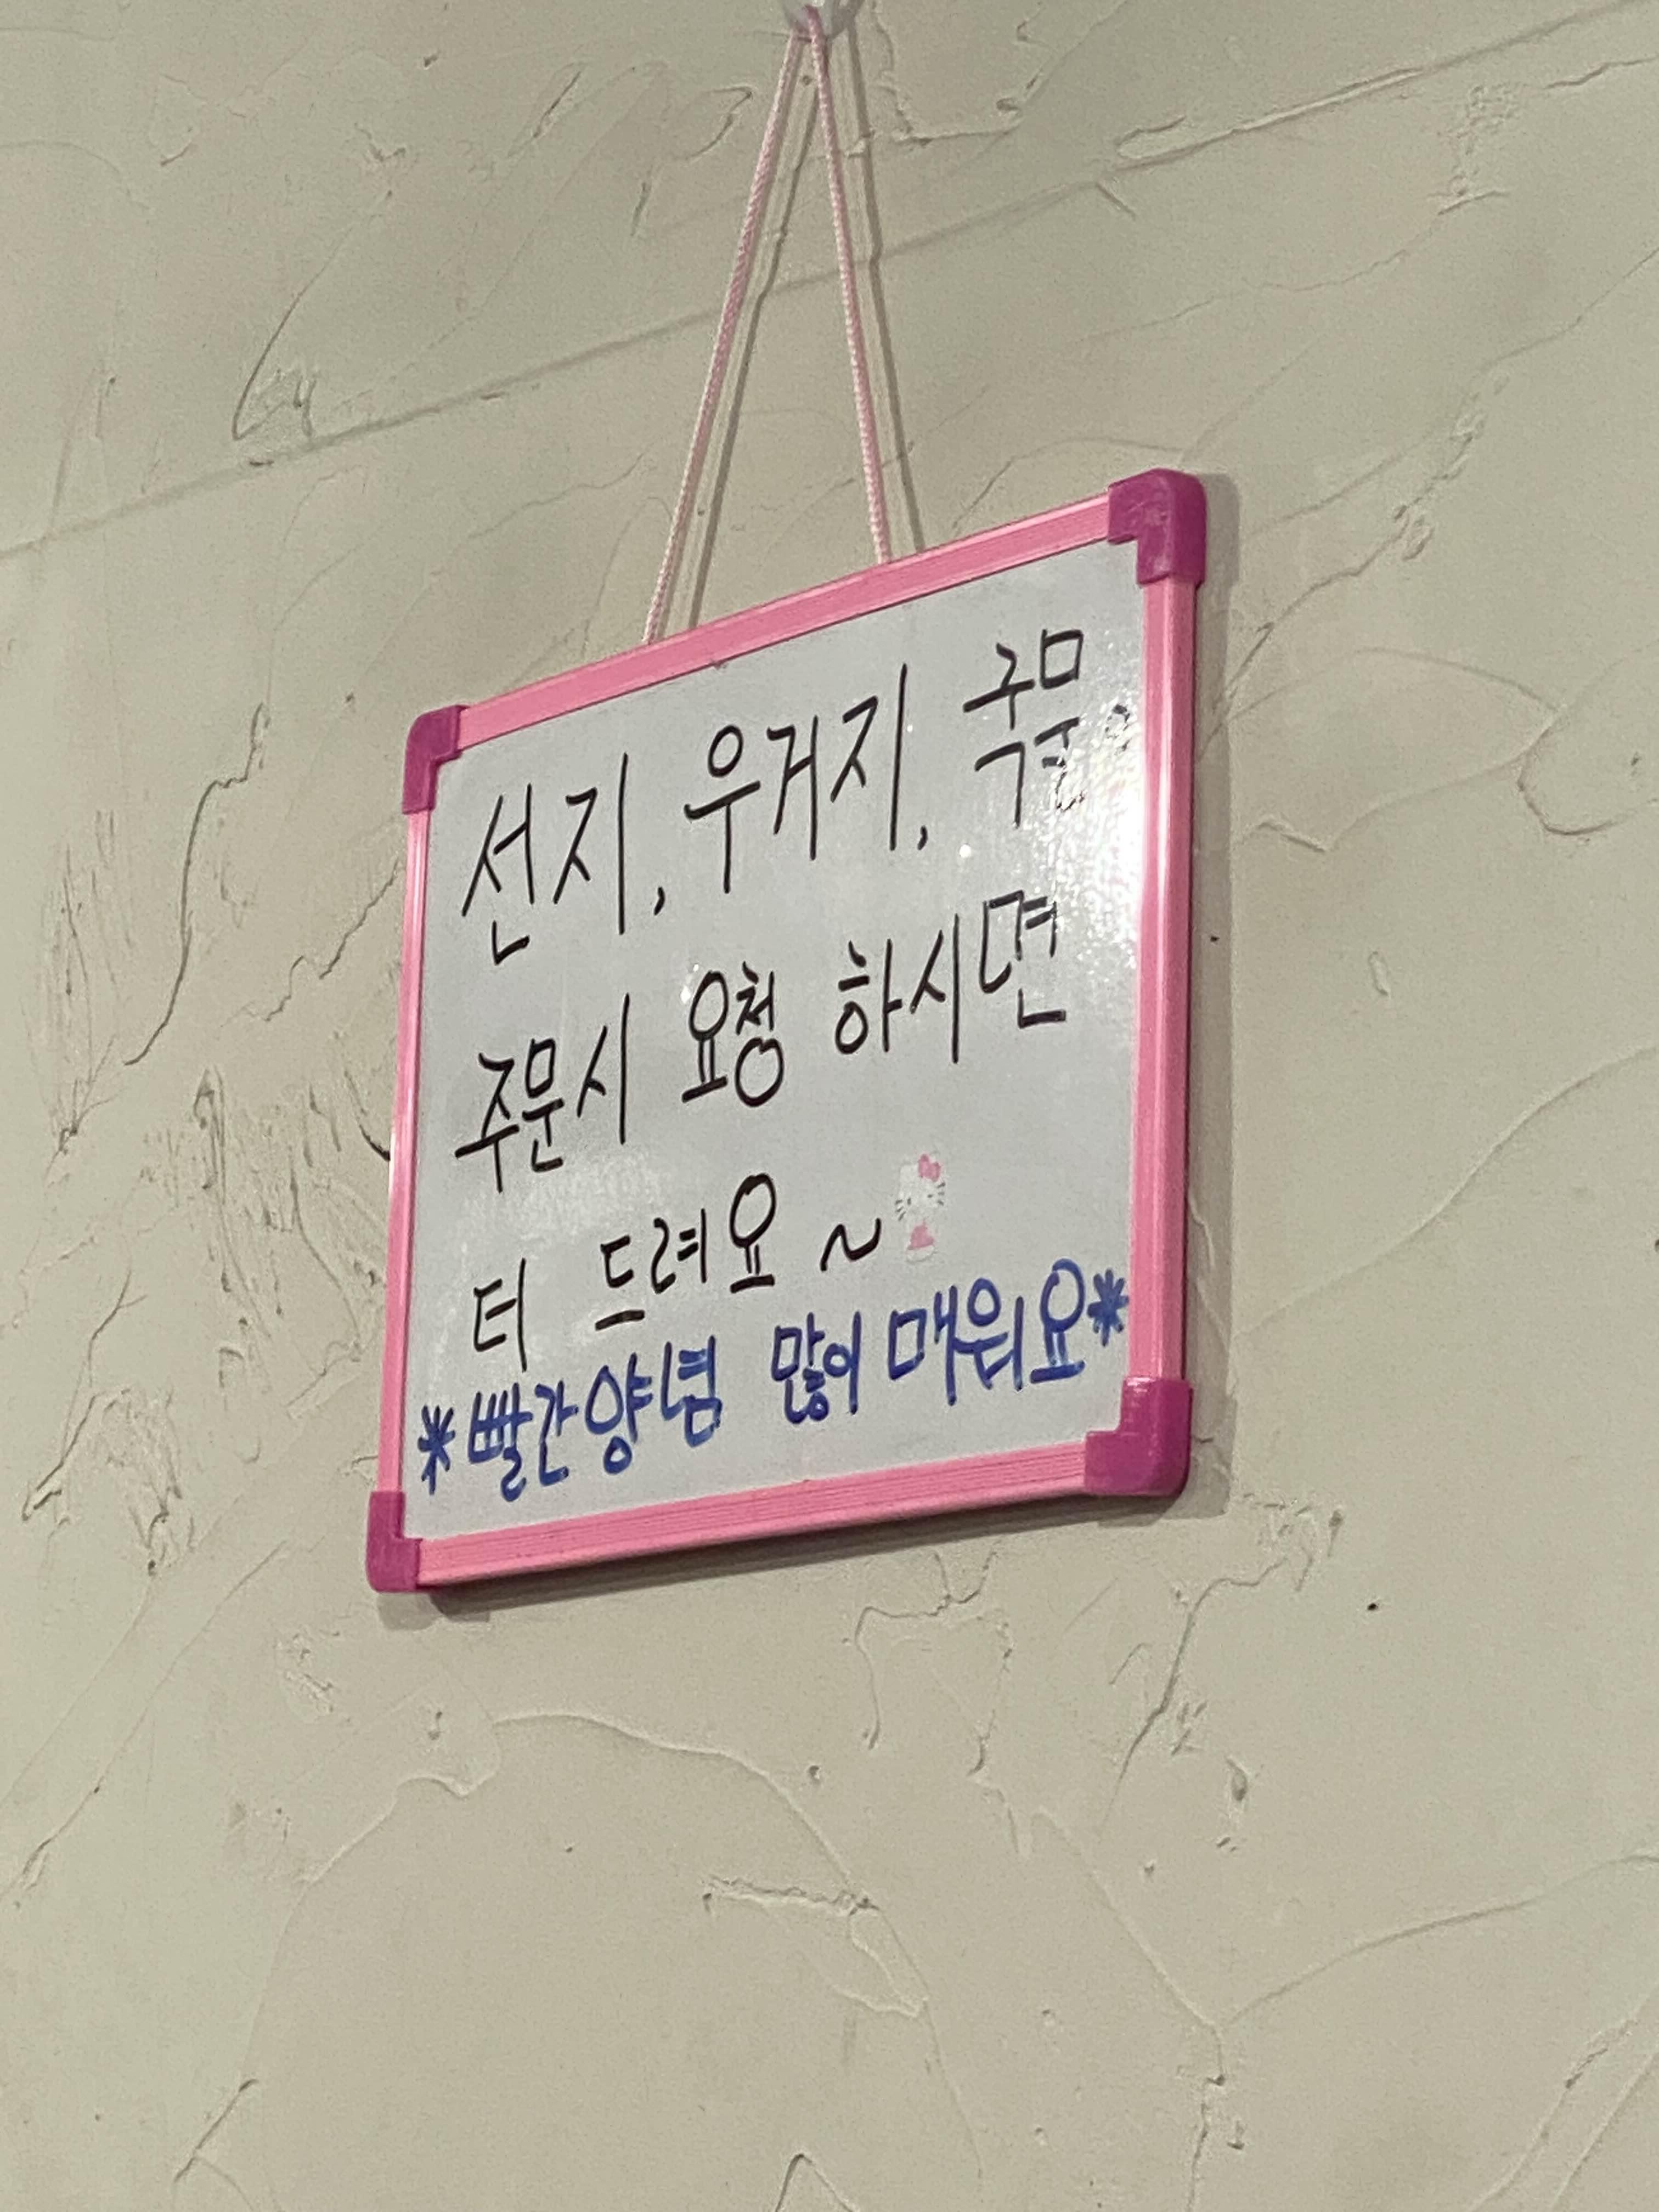 선지, 우거지, 국물
주문시 요청 하시면
더 드려요 ~
*빨간양념 많이 매워요*